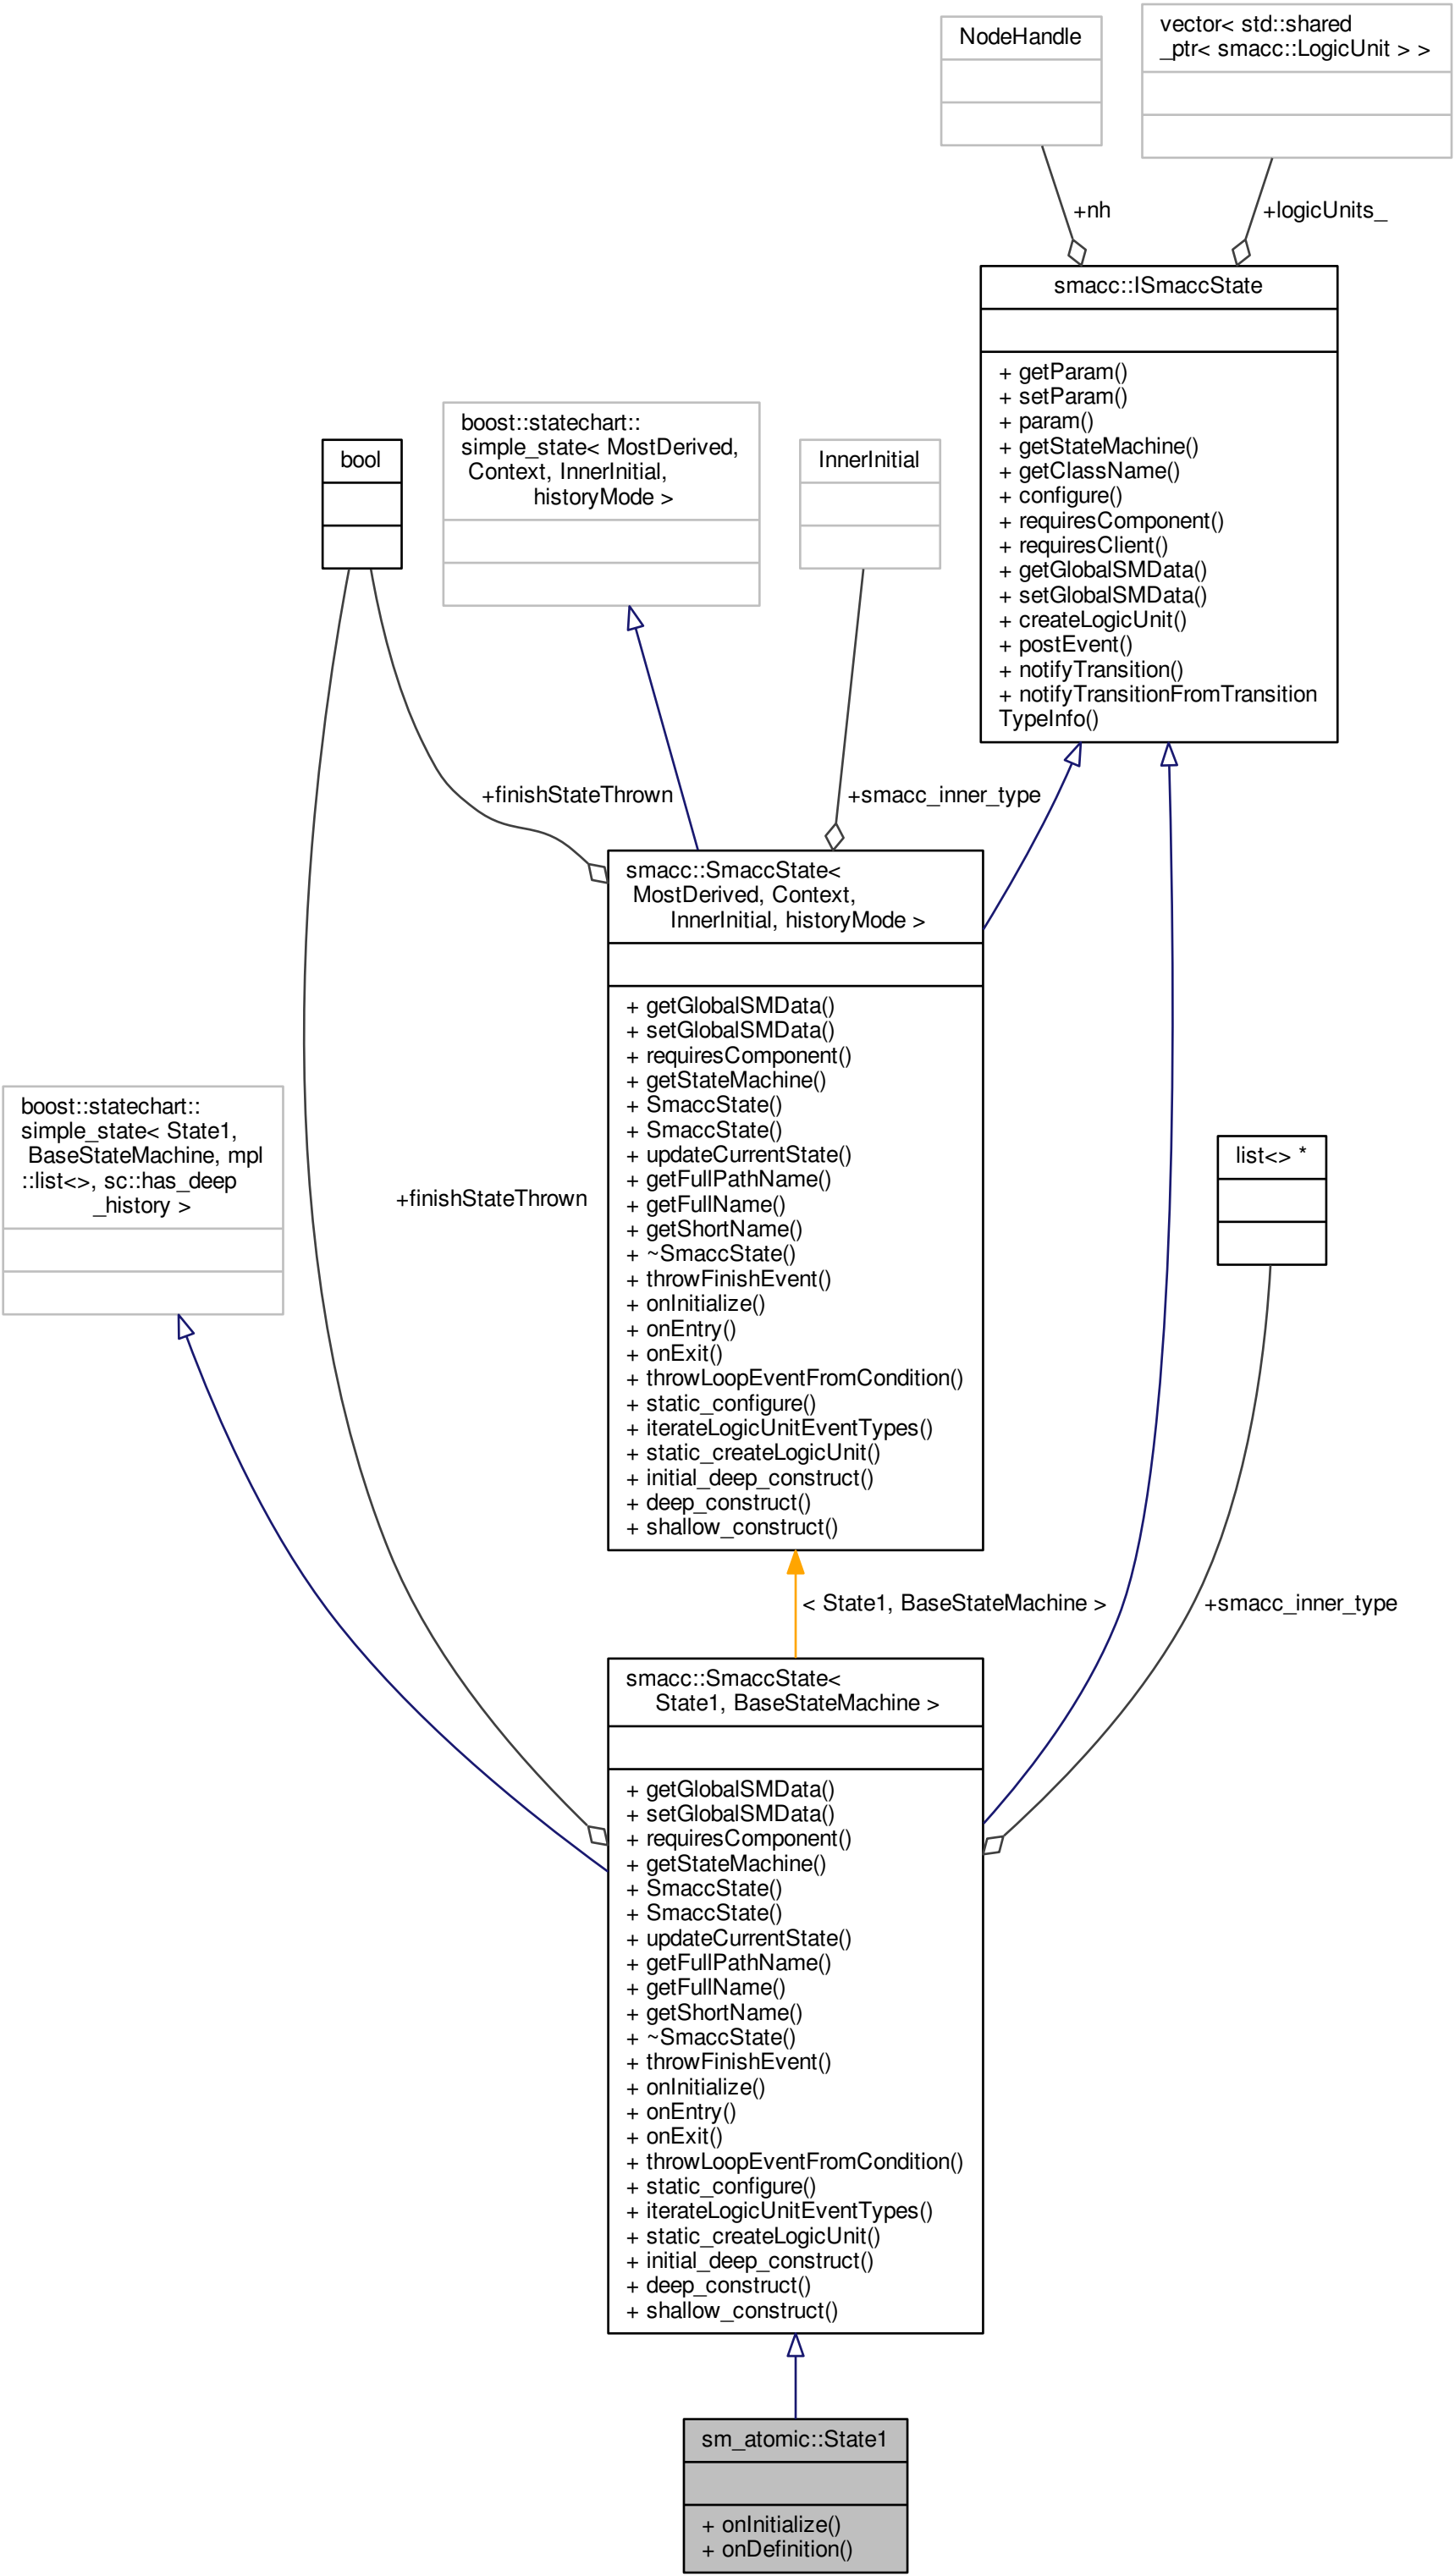 NodeHandle
vector< std::shared
_ptr< smacc::LogicUnit > >
+nh
+logicUnits_
smacc::ISmaccState
+ getParam()
+ setParam()
+ param()
+ getStateMachine()
+ getClassName()
+ configure()
+ requiresComponent()
+ requiresClient()
+ getGlobalSMData()
+ setGlobalSMData()
+ createLogicUnit()
+ postEvent()
+ notifyTransition()
+ notifyTransitionFromTransition
TypeInfo()
bool
boost::statechart::
simple_state< MostDerived,
Context, InnerInitial,
historyMode >
InnerInitial
+finishStateThrown
+smacc_inner_type
smacc::SmaccState<
MostDerived, Context,
InnerInitial, historyMode >
+ getGlobalSMData()
+ setGlobalSMData()
+ requiresComponent()
+ getStateMachine()
+ SmaccState()
+ SmaccState()
+ updateCurrentState()
+ getFullPathName()
+ getFullName()
+ getShortName()
+ ~SmaccState()
+ throwFinishEvent()
+ onInitialize()
+ onEntry()
+ onExit()
+ throwLoopEventFromCondition()
+ static_configure()
+ iterateLogicUnitEventTypes()
+ static_createLogicUnit()
+ initial_deep_construct()
+ deep_construct()
+ shallow_construct()
boost::statechart::
simple_state< State1,
BaseStateMachine, mpl
::list<>, sc::has_deep
_history >
+finishStateThrown
list<> *
< State1, BaseStateMachine >
+smacc_inner_type
smacc::SmaccState<
State1, BaseStateMachine >
+ getGlobalSMData()
+ setGlobalSMData()
+ requiresComponent()
+ getStateMachine()
+ SmaccState()
+ SmaccState()
+ updateCurrentState()
+ getFullPathName()
+ getFullName()
+ getShortName()
+ ~SmaccState()
+ throwFinishEvent()
+ onInitialize()
+ onEntry()
+ onExit()
+ throwLoopEventFromCondition()
+ static_configure()
+ iterateLogicUnitEventTypes()
+ static_createLogicUnit()
+ initial_deep_construct()
+ deep_construct()
+ shallow_construct()
sm_atomic::State1
+ onInitialize()
+ onDefinition()